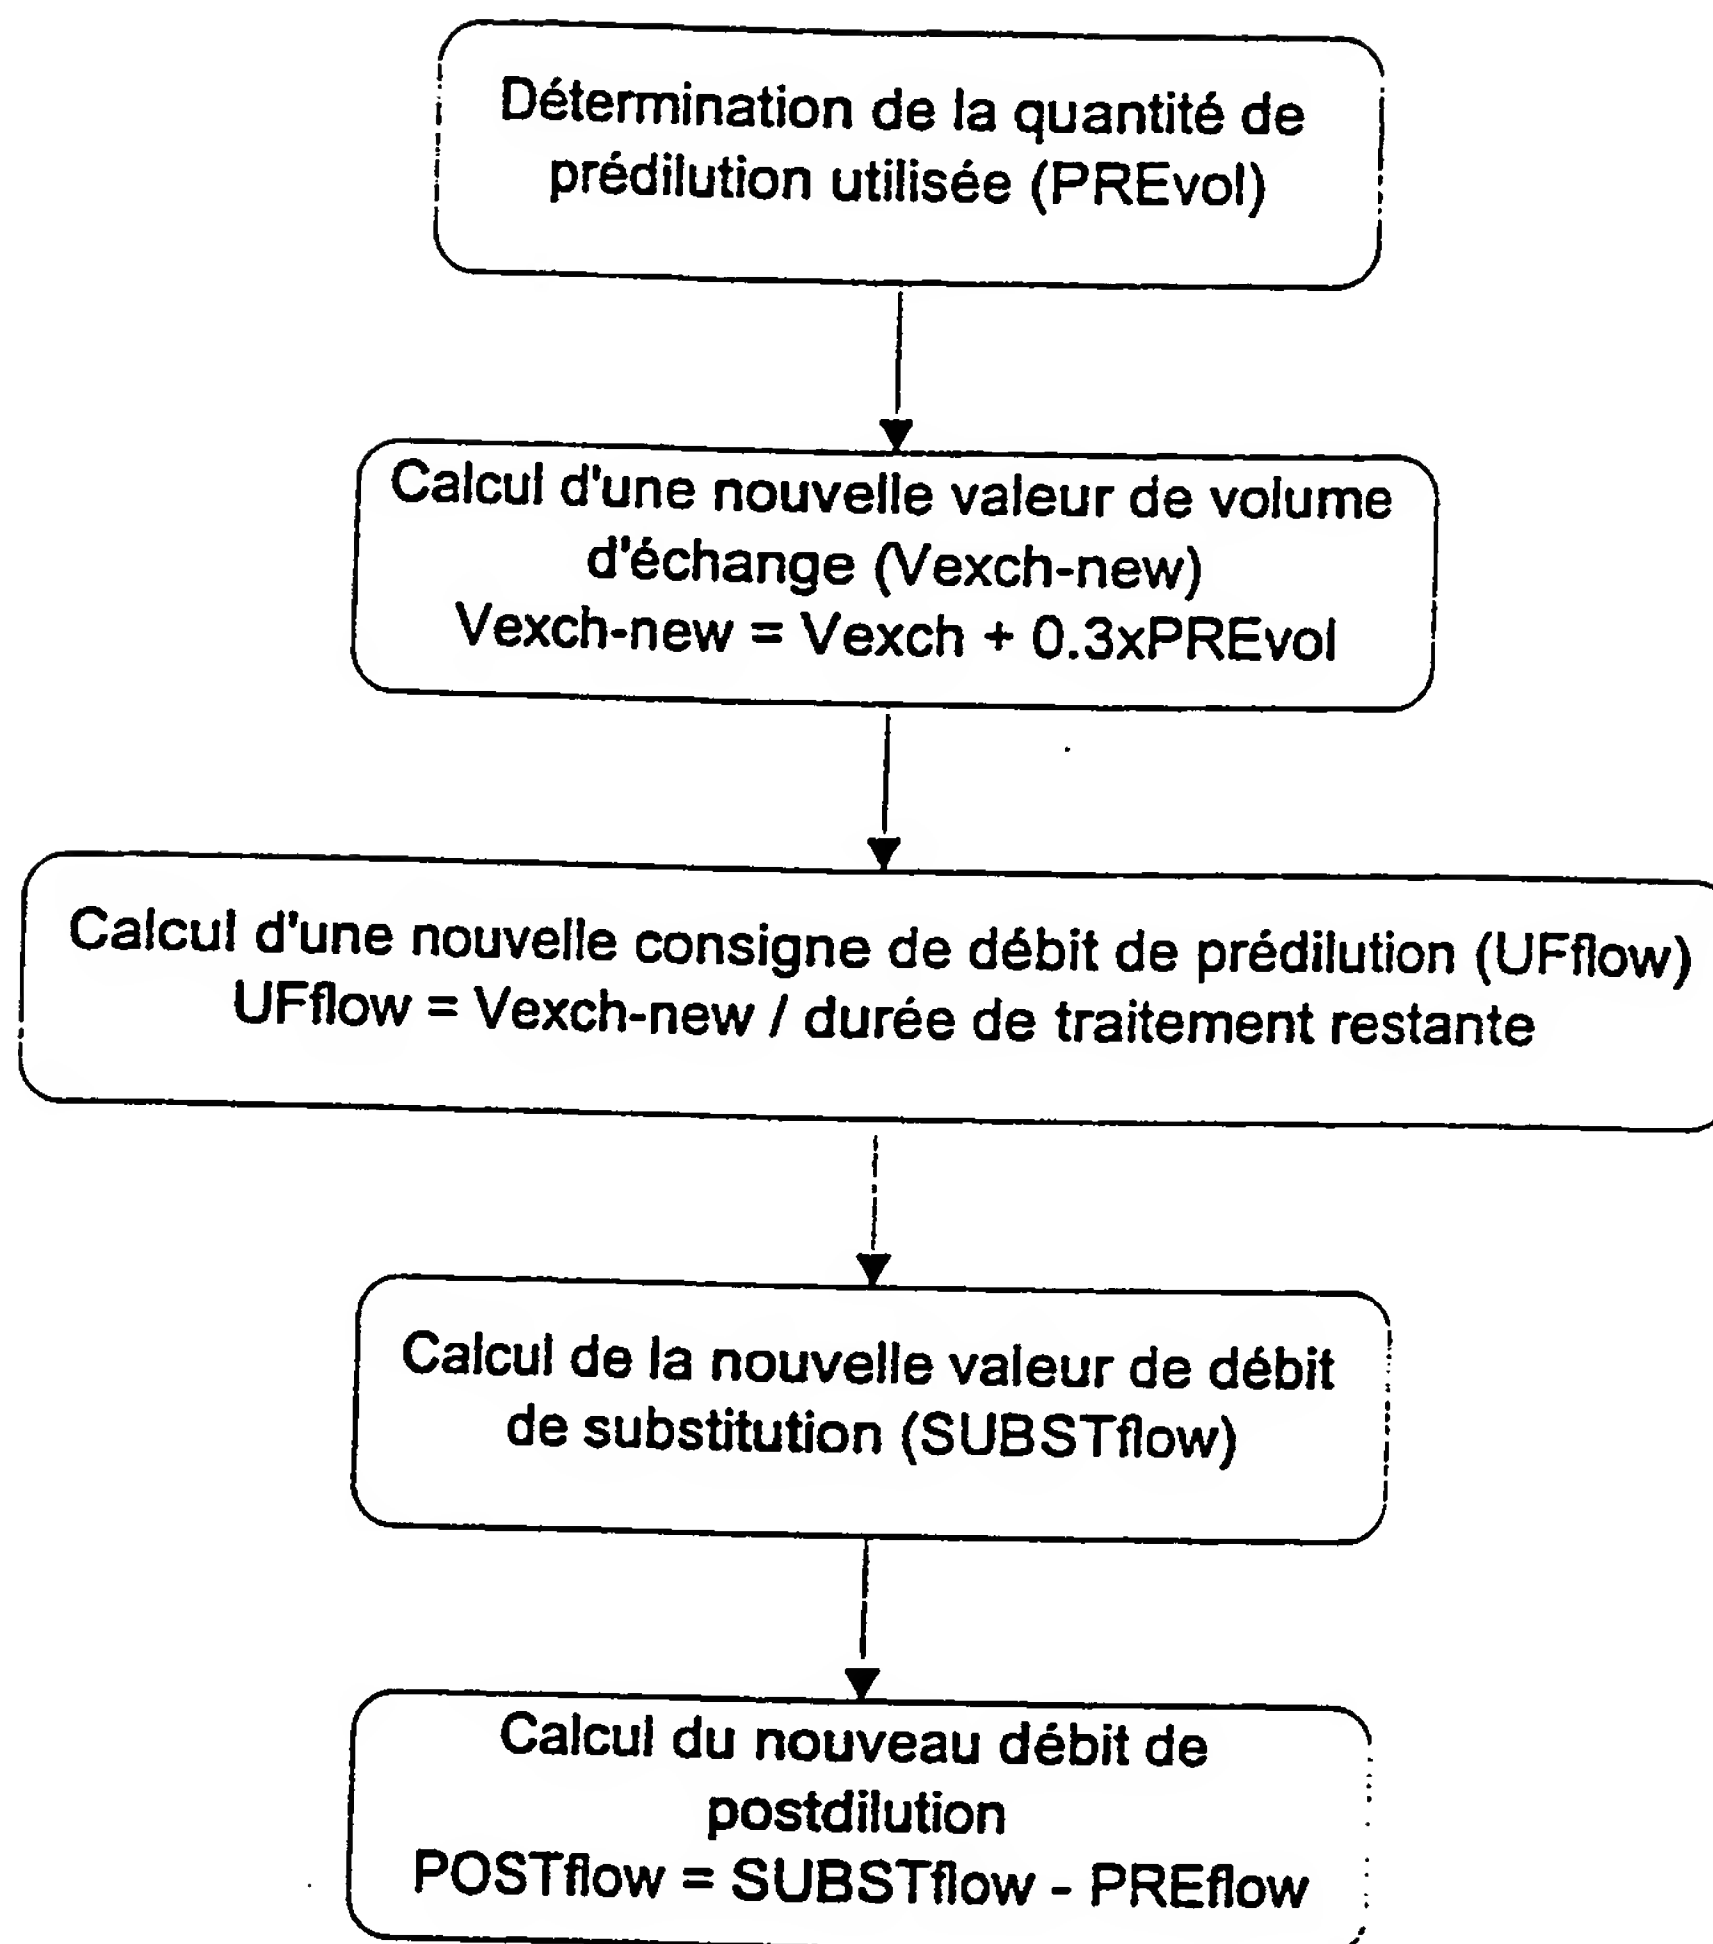 Détermination de la quantité de
prédilution utilisée (PREvol)
Calcul d'une nouvelle valeur de volume
d'échange (Vexch-new)
Vexch-new = Vexch + 0.3xPREvol
Calcul d'une nouvelle consigne de débit de prédilution (UFflow)
UFflow = Vexch-new / durée de traitement restante
Calcul de la nouvelle valeur de débit
de substitution (SUBSTflow)
Calcul du nouveau débit de
postdilution
POSTflow = SUBSTflow - PREflow